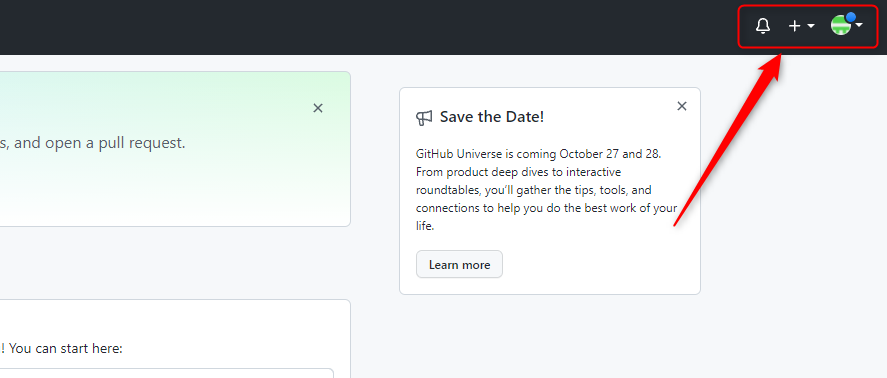 s, and open a pull request.
Save the Date!
GitHub Universe is coming October 27 and 28.
From product deep dives to interactive
roundtables, you'll gather the tips, tools, and
connections to help you do the best work of your
life.
Learn more
! You can start here: